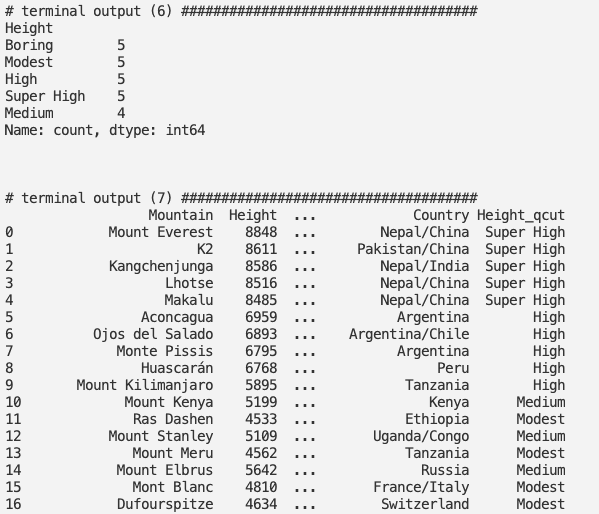 # terminal output (6) ####################################
Height
Boring        5
Modest        5
High          5
Super High    5
Medium        4
Name: count, dtype: int64
# terminal output (7) ####################################
                  Mountain  Height  ...            Country Height_qcut
0            Mount Everest    8848  ...        Nepal/China  Super High
1                       K2    8611  ...     Pakistan/China  Super High
2            Kangchenjunga    8586  ...        Nepal/India  Super High
3                   Lhotse    8516  ...        Nepal/China  Super High
4                   Makalu    8485  ...        Nepal/China  Super High
5                Aconcagua    6959  ...          Argentina        High
6          Ojos del Salado    6893  ...    Argentina/Chile        High
7             Monte Pissis    6795  ...          Argentina        High
8                Huascarán    6768  ...               Peru        High
9        Mount Kilimanjaro    5895  ...           Tanzania        High
10             Mount Kenya    5199  ...              Kenya      Medium
11              Ras Dashen    4533  ...           Ethiopia      Modest
12           Mount Stanley    5109  ...       Uganda/Congo      Medium
13              Mount Meru    4562  ...           Tanzania      Modest
14            Mount Elbrus    5642  ...             Russia      Medium
15              Mont Blanc    4810  ...       France/Italy      Modest
16            Dufourspitze    4634  ...        Switzerland      Modest